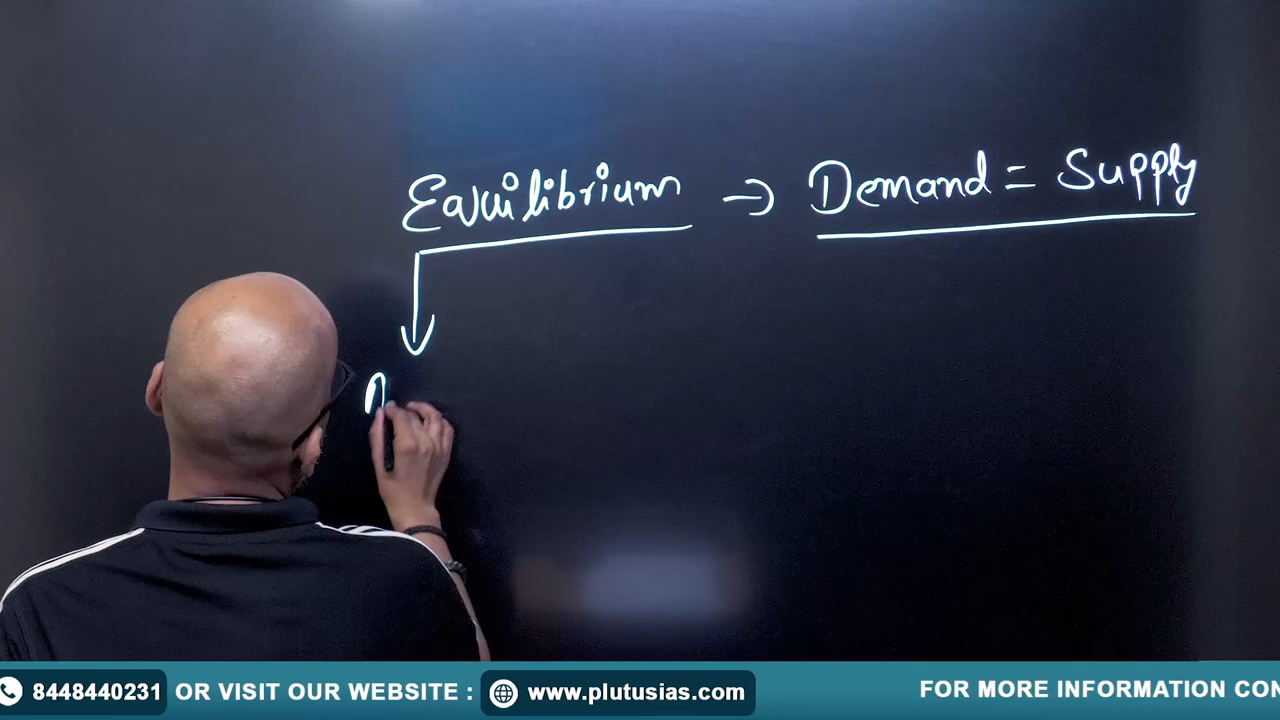 Equilibrium → Demand = Supply
8448440231 OR VISIT OUR WEBSITE : www.plutusias.com FOR MORE INFORMATION CON